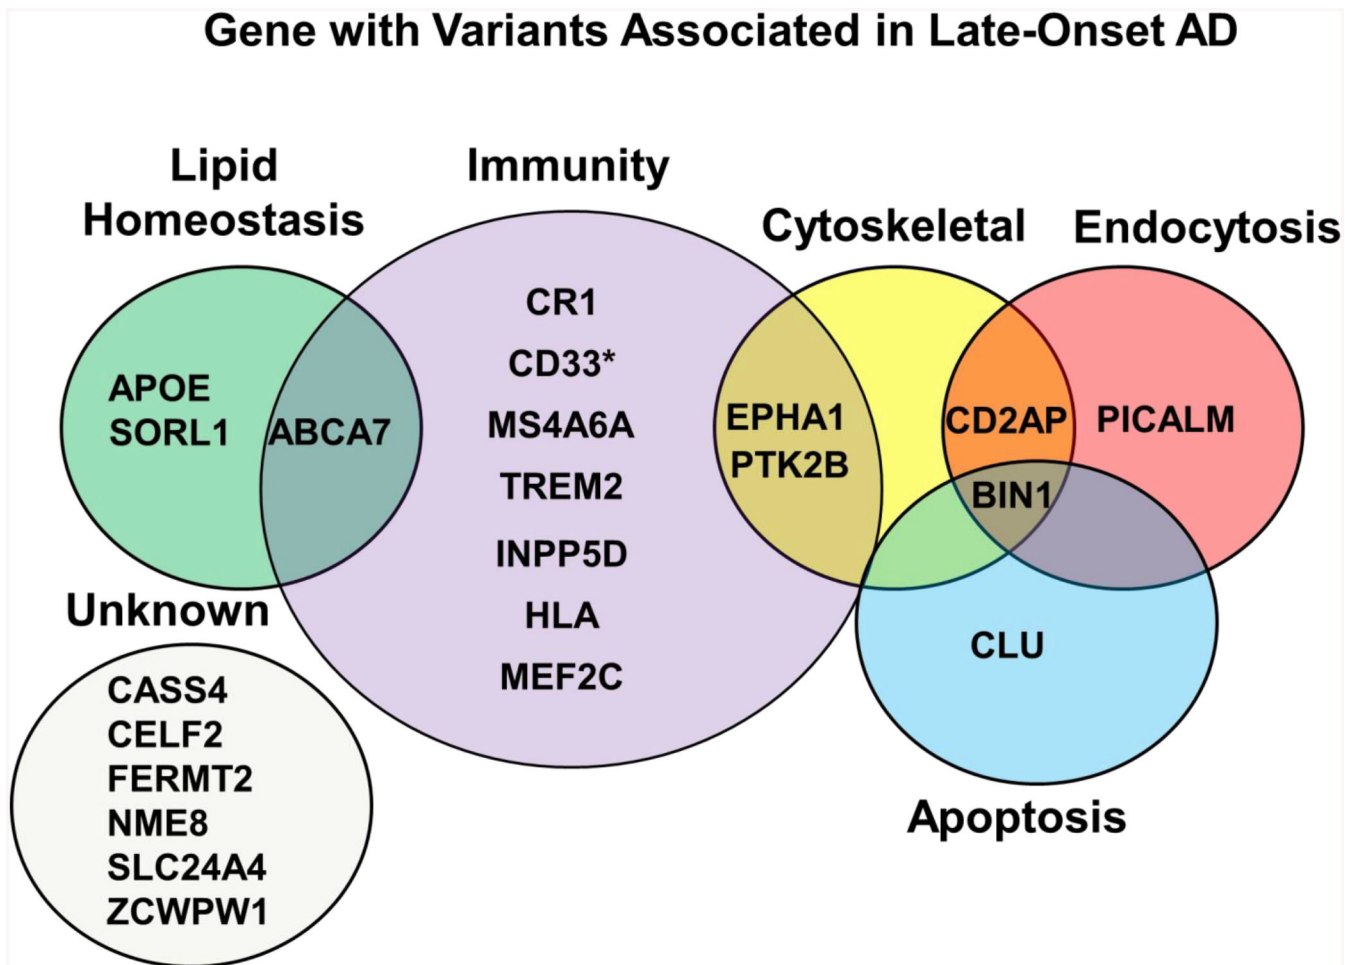 Gene with Variants Associated in Late-Onset AD
Lipid
Homeostasis
Immunity
Cytoskeletal
Endocytosis
APOE
SORL1
ABCA7
CR1
CD33*
MS4A6A
TREM2
INPP5D
HLA
MEF2C
EPHA1
PTK2B
CD2AP
PICALM
BIN1
CLU
Apoptosis
Unknown
CASS4
CELF2
FERMT2
NME8
SLC24A4
ZCWPW1